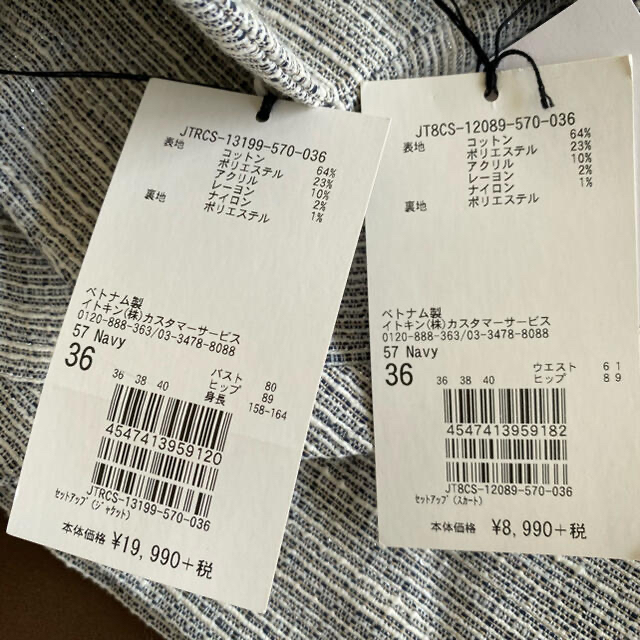 JTRCS-13199-570-036
表地 コットン 64%
ポリエステル 23%
アクリル 10%
レーヨン 2%
ナイロン 1%
裏地 ポリエステル
ベトナム製
イトキン(株)カスタマーサービス
0120-888-363/03-3478-8088
57 Navy
36
36 38 40
バスト 80
ヒップ 89
身長 158~164
4547413959120
JTRCS-13199-570-036
セットアップ(ジャケット)
本体価格 ¥19,990+税
JT8CS-12089-570-036
表地 コットン 64%
ポリエステル 23%
アクリル 10%
レーヨン 2%
ナイロン 1%
裏地 ポリエステル
ベトナム製
イトキン(株)カスタマーサービス
0120-888-363/03-3478-8088
57 Navy
36
36 38 40
ウエスト 61
ヒップ 89
4547413959182
JT8CS-12089-570-036
セットアップ(スカート)
本体価格 ¥8,990+税